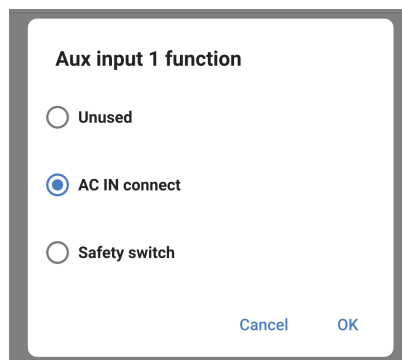 Aux input 1 function
Unused
AC IN connect
Safety switch
Cancel OK